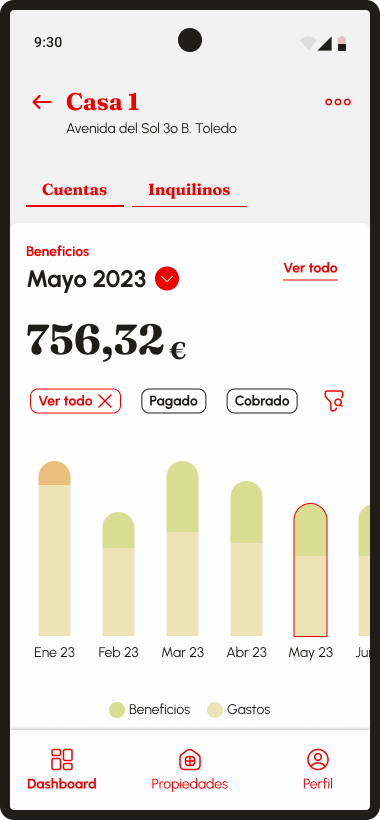 9:30
Casa 1
Avenida del Sol 3o B. Toledo
Cuentas Inquilinos
Beneficios
Mayo 2023
Ver todo
756,32 €
Ver todo Pagado Cobrado
Ene 23 Feb 23 Mar 23 Abr 23 May 23 Jun
Beneficios Gastos
Dashboard Propiedades Perfil